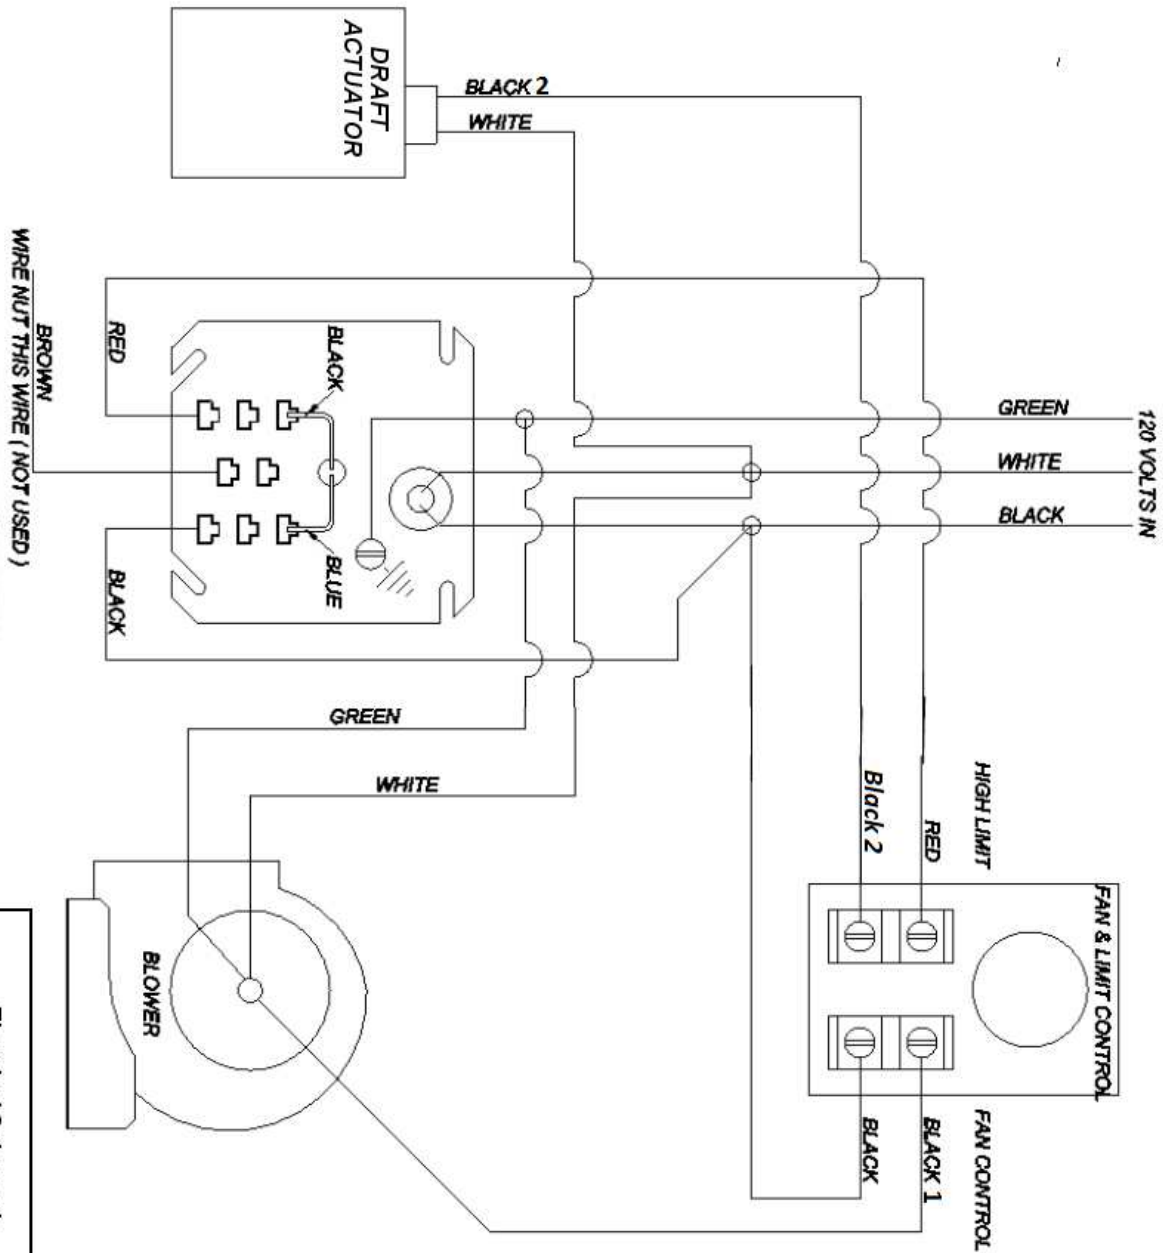 DRAFT
ACTUATOR
BLACK 2
WHITE
WIRE NUT THIS WIRE ( NOT USED )
BROWN
RED
BLACK
BLUE
BLACK
GREEN
WHITE
BLACK
120 VOLTS IN
GREEN
WHITE
BLOWER
Black 2
RED
HIGH LIMIT
FAN & LIMIT CONTROL
BLACK
BLACK 1
FAN CONTROL